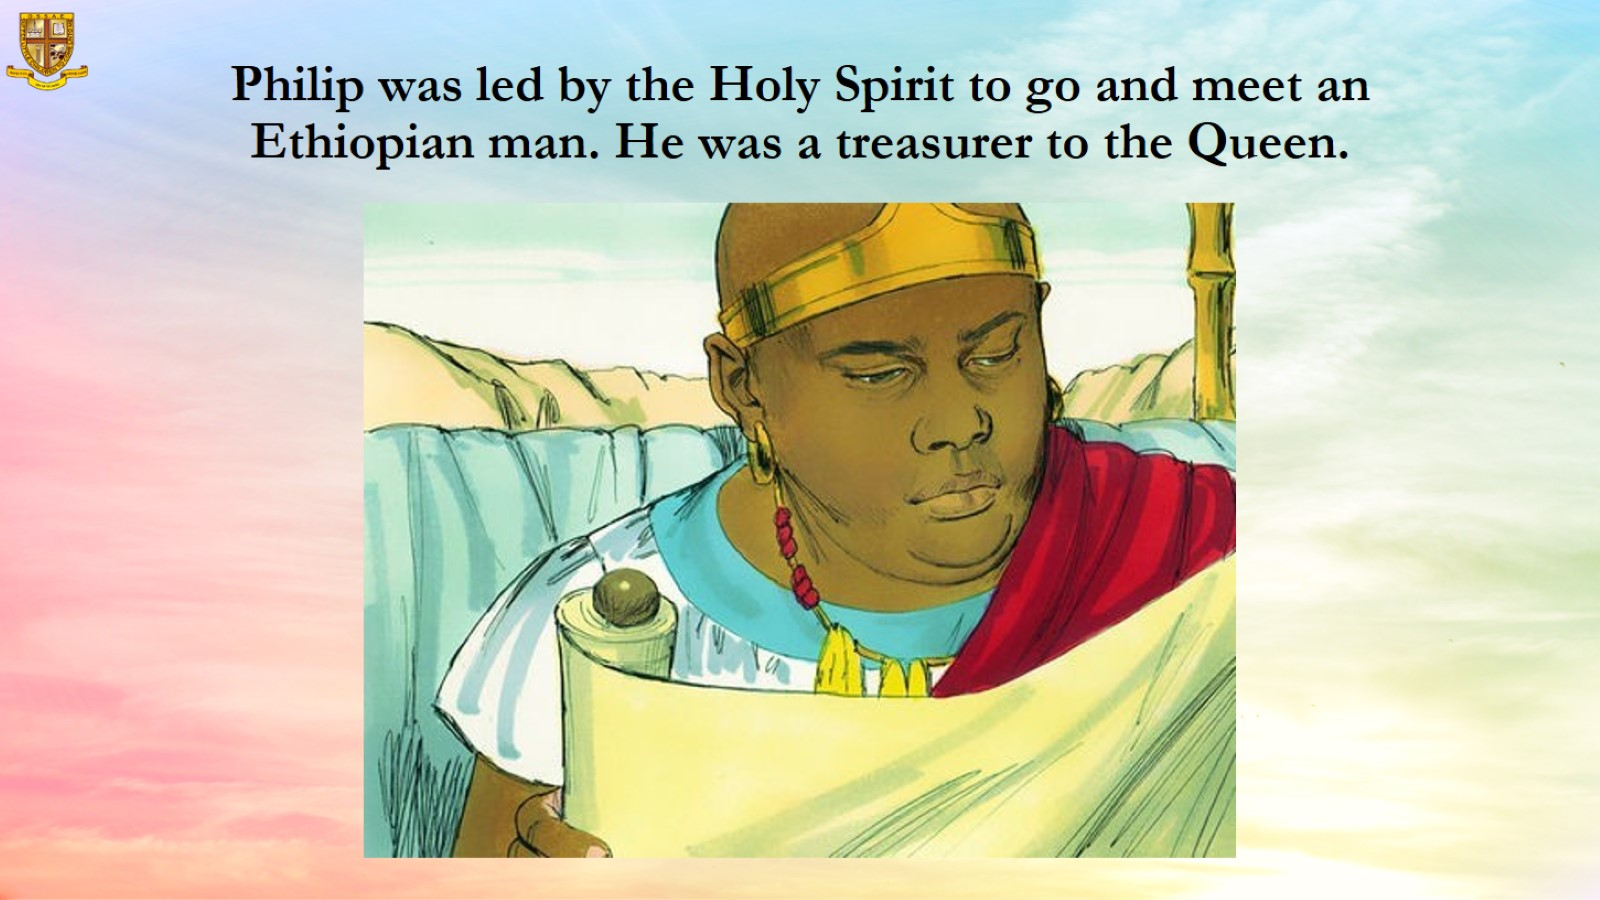 Philip was led by the Holy Spirit to go and meet an
Ethiopian man. He was a treasurer to the Queen.